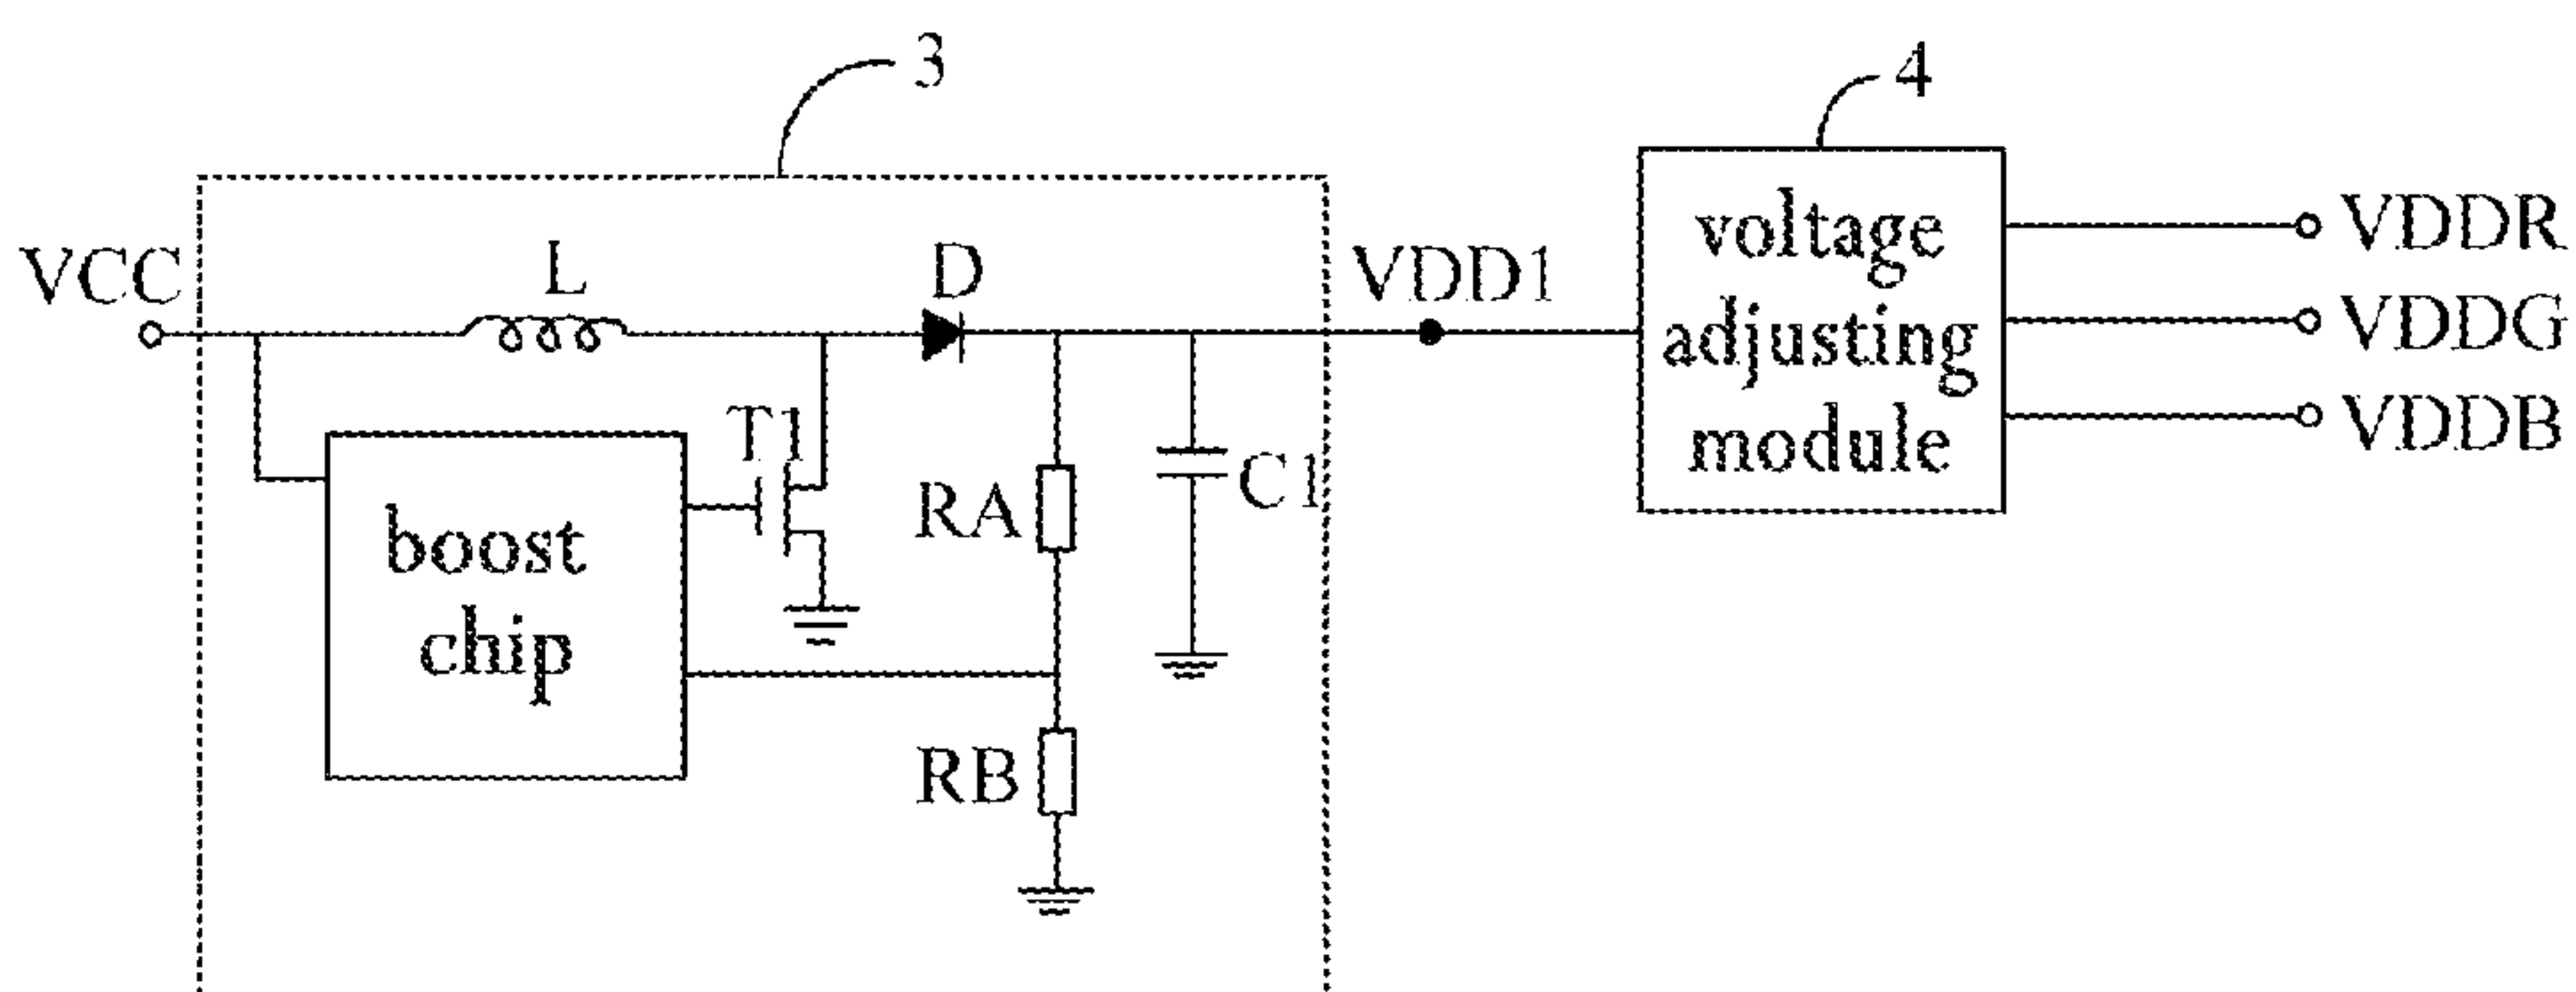 3
4
VCC
L
D
VDD1
voltage
adjusting
module
VDDR
VDDG
VDDB
T1
boost
chip
RA
C1
RB